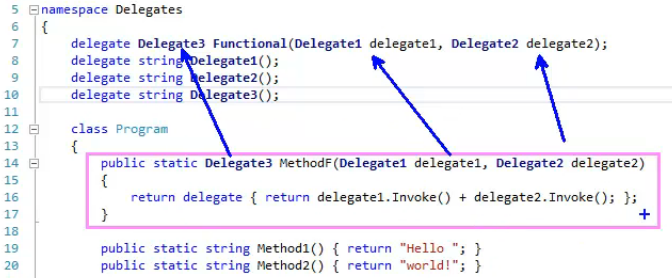 5 namespace Delegates
6 {
7 delegate Delegate3 Functional(Delegate1 delegate1, Delegate2 delegate2);
8 delegate string Delegate1();
9 delegate string Delegate2();
10 delegate string Delegate3();
11
12 class Program
13 {
14 public static Delegate3 MethodF(Delegate1 delegate1, Delegate2 delegate2)
15 {
16 return delegate { return delegate1.Invoke() + delegate2.Invoke(); };
17 }
18
19 public static string Method1() { return "Hello "; }
20 public static string Method2() { return "world!"; }